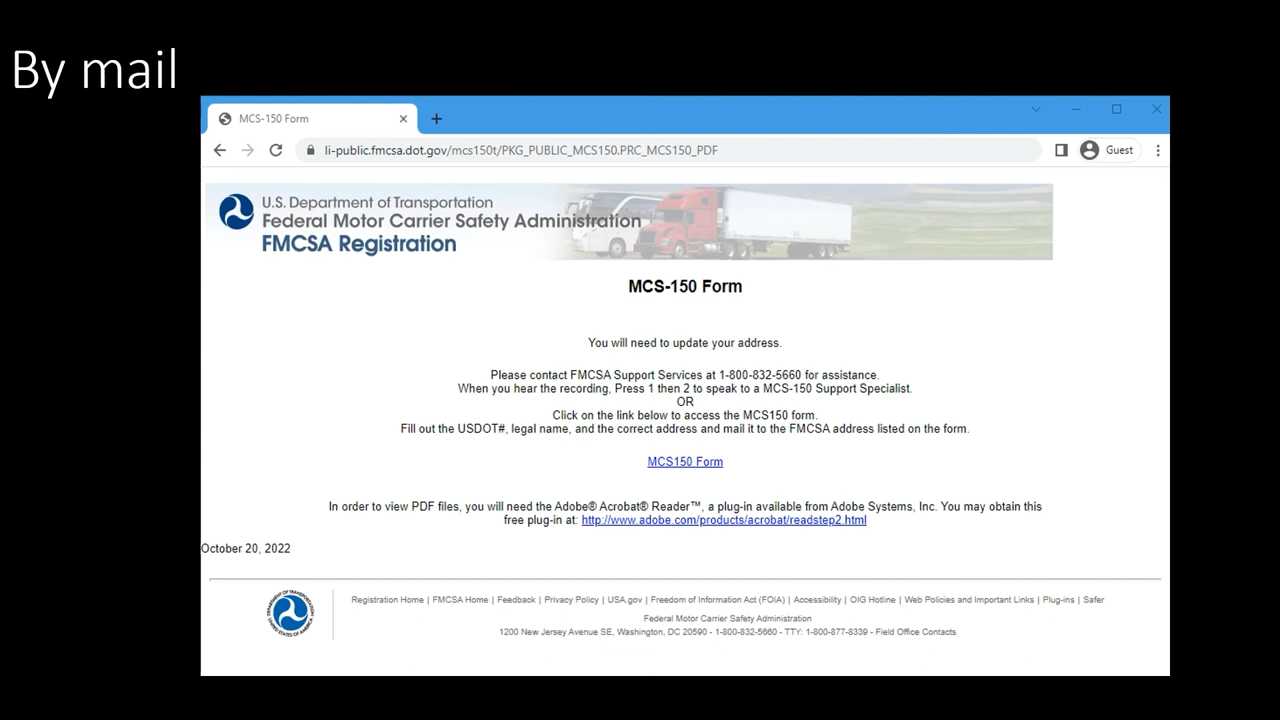 By mail
MCS-150 Form
li-public.fmcsa.dot.gov/mcs150t/PKG_PUBLIC_MCS150.PRC_MCS150_PDF
Guest
U.S. Department of Transportation
Federal Motor Carrier Safety Administration
FMCSA Registration
MCS-150 Form
You will need to update your address.
Please contact FMCSA Support Services at 1-800-832-5660 for assistance.
When you hear the recording, Press 1 then 2 to speak to a MCS-150 Support Specialist.
OR
Click on the link below to access the MCS150 form.
Fill out the USDOT#, legal name, and the correct address and mail it to the FMCSA address listed on the form.
MCS150 Form
In order to view PDF files, you will need the Adobe® Acrobat® Reader™, a plug-in available from Adobe Systems, Inc. You may obtain this
free plug-in at: http://www.adobe.com/products/acrobat/readstep2.html
October 20, 2022
Registration Home | FMCSA Home | Feedback | Privacy Policy | USA.gov | Freedom of Information Act (FOIA) | Accessibility | OIG Hotline | Web Policies and Important Links | Plug-ins | Safer
Federal Motor Carrier Safety Administration
1200 New Jersey Avenue SE, Washington, DC 20590 - 1-800-832-5660 - TTY: 1-800-877-8339 - Field Office Contacts